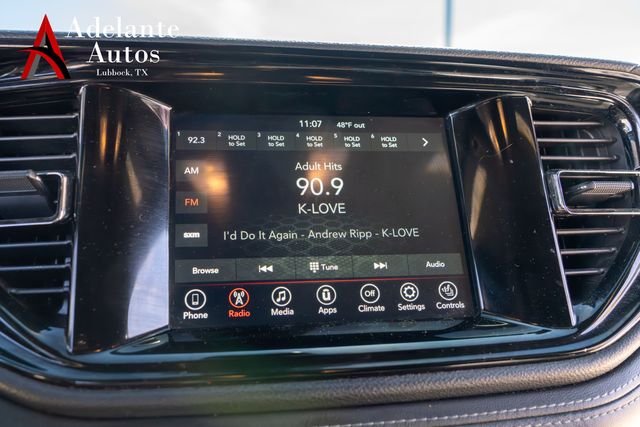 Adelante
Autos
Lubbock, TX
11:07 48°F out
1 92.3 2 HOLD to Set 3 HOLD to Set 4 HOLD to Set 5 HOLD to Set 6 HOLD to Set
AM
FM
sxm
Adult Hits
90.9
K-LOVE
I'd Do It Again - Andrew Ripp - K-LOVE
Browse Tune Audio
Phone Radio Media Apps Off Climate Settings Controls